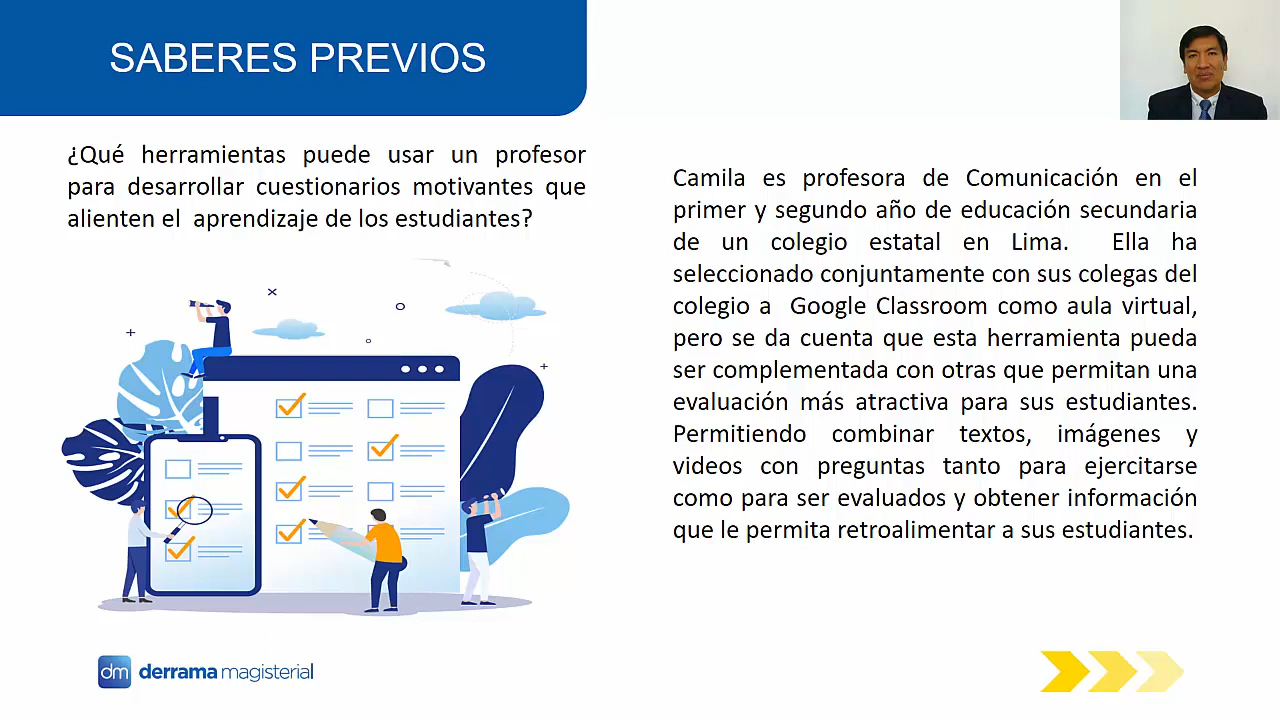 SABERES PREVIOS
¿Qué herramientas puede usar un profesor
para desarrollar cuestionarios motivantes que
alienten el aprendizaje de los estudiantes?
Camila es profesora de Comunicación en el
primer y segundo año de educación secundaria
de un colegio estatal en Lima. Ella ha
seleccionado conjuntamente con sus colegas del
colegio a Google Classroom como aula virtual,
pero se da cuenta que esta herramienta pueda
ser complementada con otras que permitan una
evaluación más atractiva para sus estudiantes.
Permitiendo combinar textos, imágenes y
videos con preguntas tanto para ejercitarse
como para ser evaluados y obtener información
que le permita retroalimentar a sus estudiantes.
dm derrama magisterial